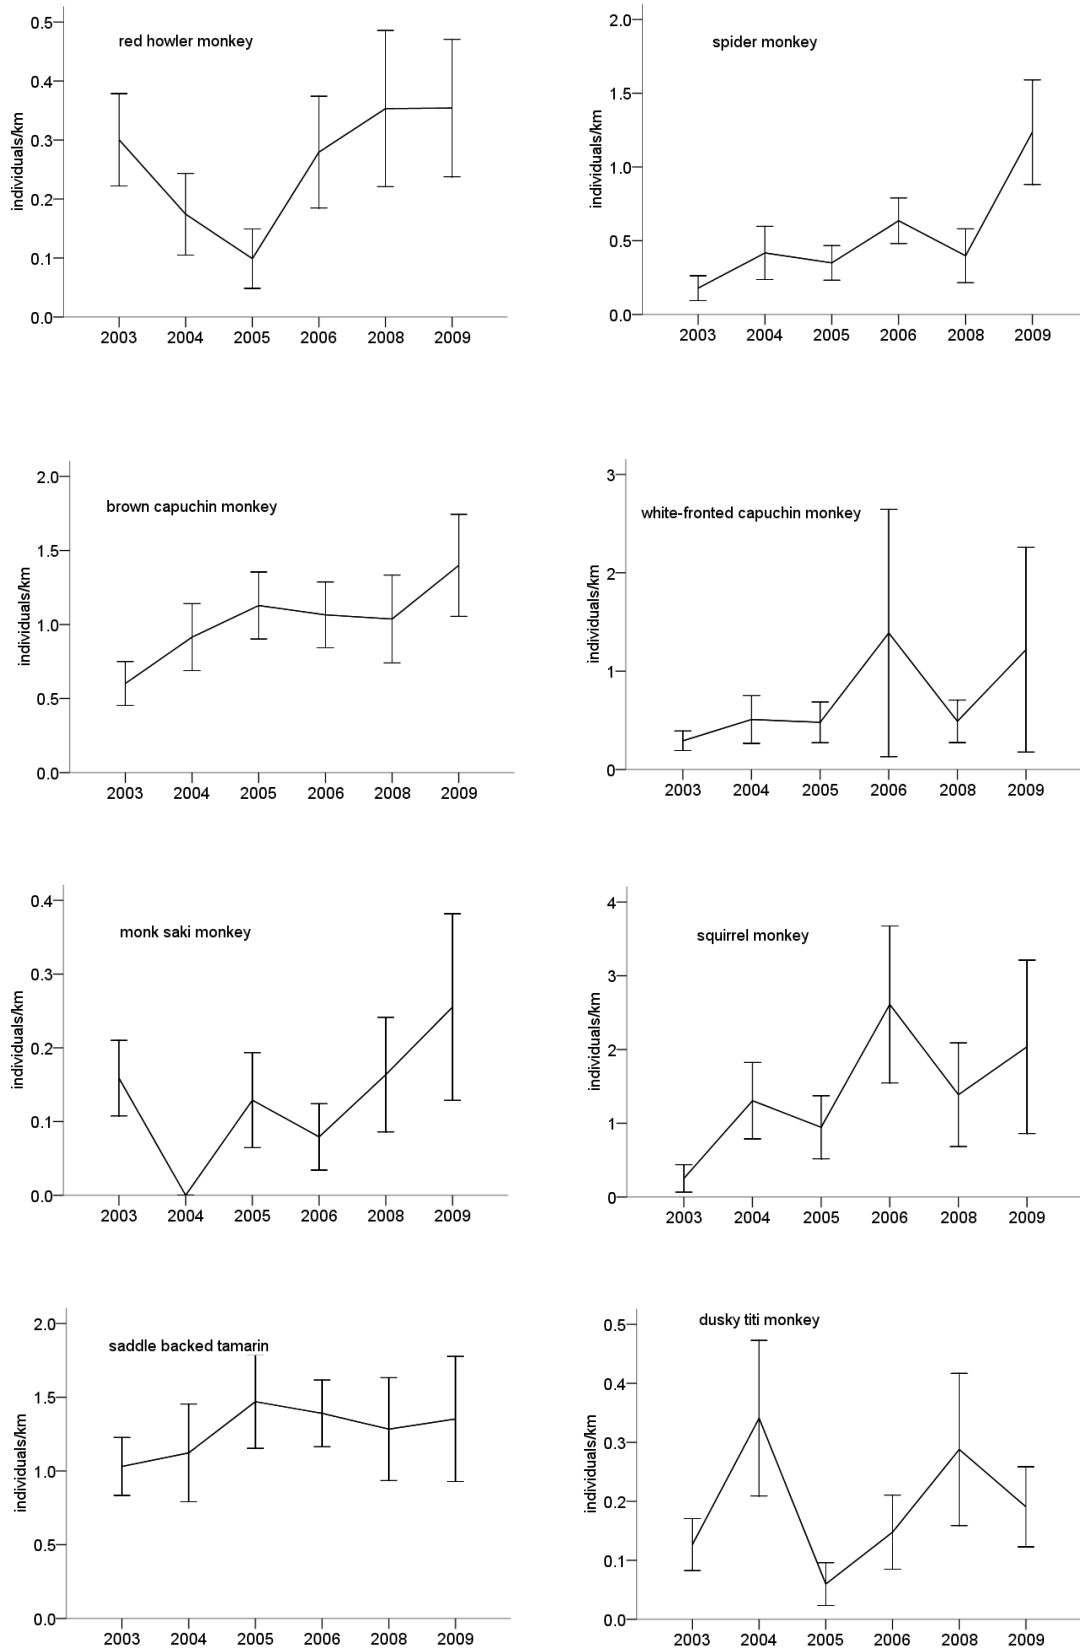 red howler monkey
individuals/km
0.5
0.4
0.3
0.2
0.1
0.0
2003 2004 2005 2006 2008 2009
spider monkey
individuals/km
2.0
1.5
1.0
0.5
0.0
2003 2004 2005 2006 2008 2009
brown capuchin monkey
individuals/km
2.0
1.5
1.0
0.5
0.0
2003 2004 2005 2006 2008 2009
white-fronted capuchin monkey
individuals/km
3
2
1
0
2003 2004 2005 2006 2008 2009
monk saki monkey
individuals/km
0.4
0.3
0.2
0.1
0.0
2003 2004 2005 2006 2008 2009
squirrel monkey
individuals/km
4
3
2
1
0
2003 2004 2005 2006 2008 2009
saddle backed tamarin
individuals/km
2.0
1.5
1.0
0.5
0.0
2003 2004 2005 2006 2008 2009
dusky titi monkey
individuals/km
0.5
0.4
0.3
0.2
0.1
0.0
2003 2004 2005 2006 2008 2009